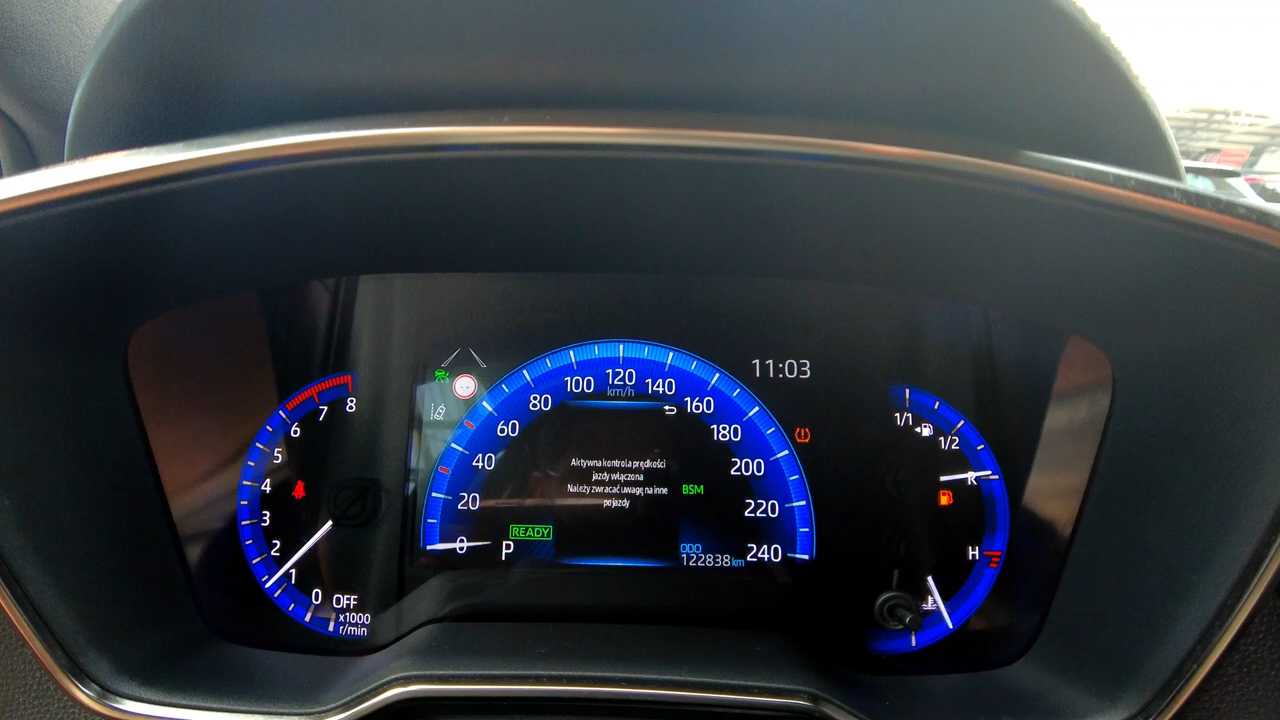 11:03
8
7
6
5
4
3
2
1
0
OFF
x1000
r/min
0
20
40
60
80
100
120
140
160
180
200
220
240
km/h
Aktywna kontrola prędkości
jazdy włączona
Należy zwracać uwagę na inne
pojazdy
BSM
READY
P
ODO
122838 km
1/1
1/2
R
H